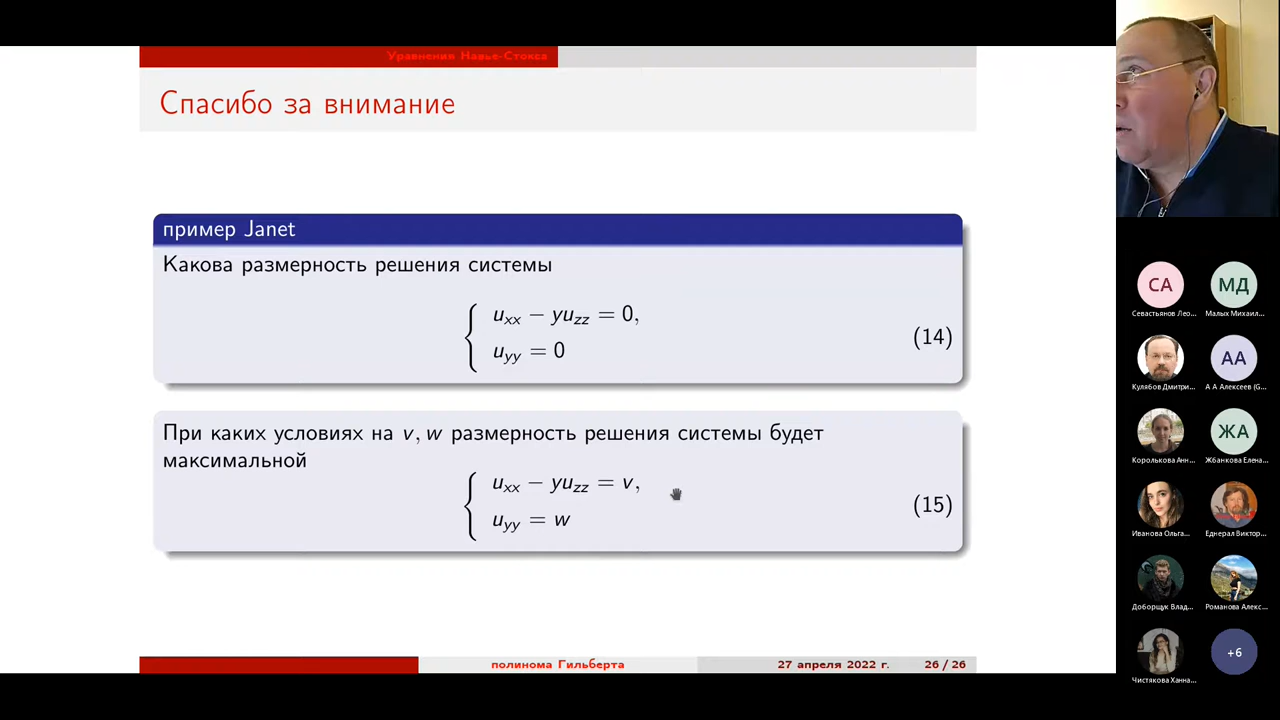 Уравнения Навье-Стокса
Спасибо за внимание
пример Janet
Какова размерность решения системы
u_xx − yu_zz = 0,
u_yy = 0
(14)
При каких условиях на v, w размерность решения системы будет
максимальной
u_xx − yu_zz = v,
u_yy = w
(15)
полинома Гильберта
27 апреля 2022 г.
26 / 26
СА
МД
Севастьянов Лео...
Малых Михаил...
АА
Кулябов Дмитри...
А А Алексеев (G...
ЖА
Королькова Анн...
Жбанкова Елена...
Иванова Ольга...
Еднерал Виктор...
Доборщук Влад...
Романова Алекс...
+6
Чистякова Ханна...